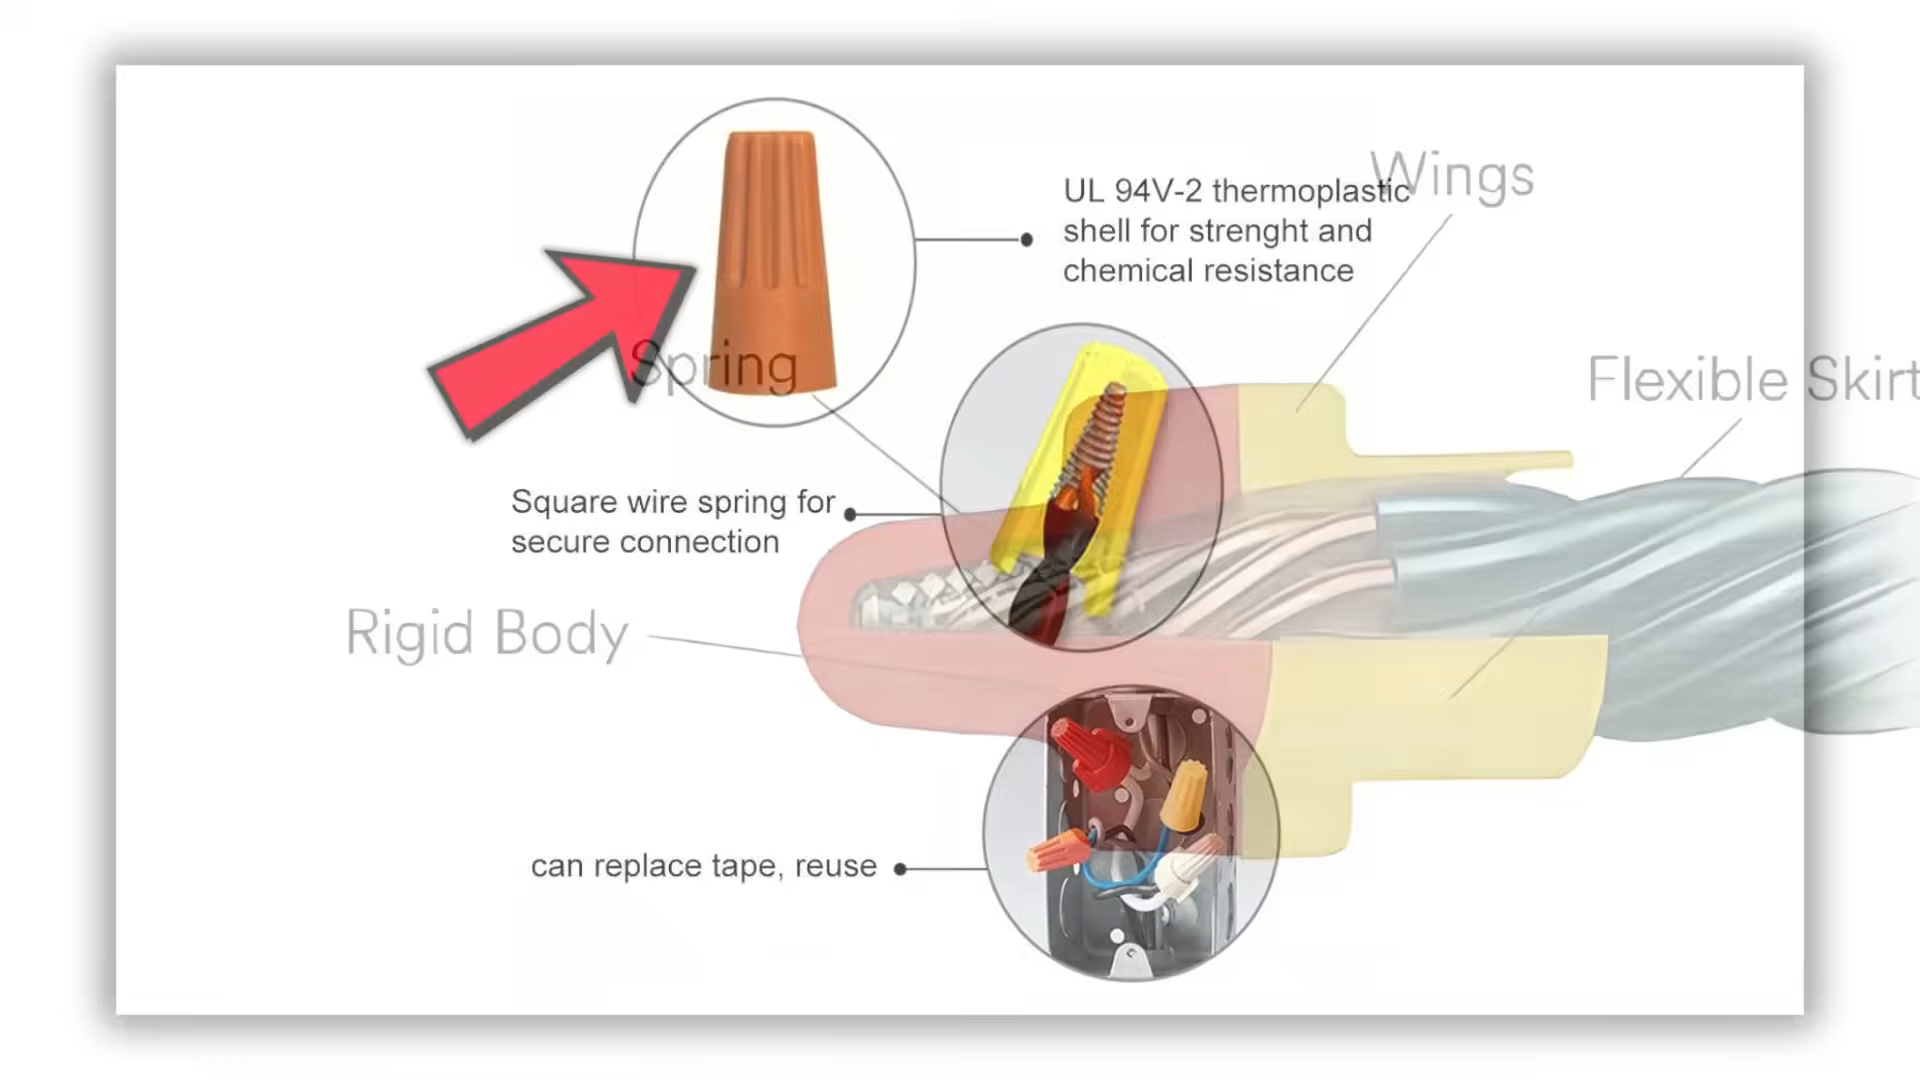 Wings
UL 94V-2 thermoplastic
shell for strenght and
chemical resistance
Spring
Flexible Skirt
Square wire spring for
secure connection
Rigid Body
can replace tape, reuse